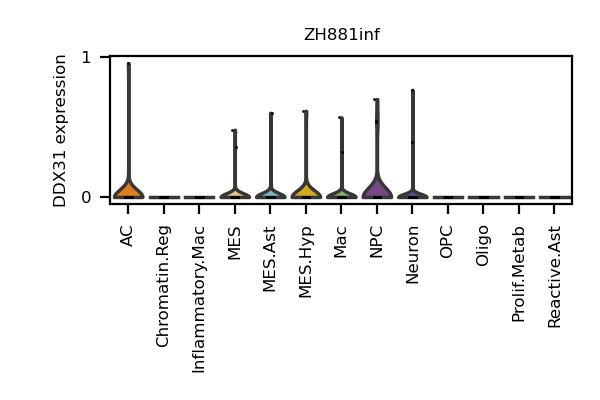 ZH881inf
DDX31 expression
1
0
AC
Chromatin.Reg
Inflammatory.Mac
MES
MES.Ast
MES.Hyp
Mac
NPC
Neuron
OPC
Oligo
Prolif.Metab
Reactive.Ast